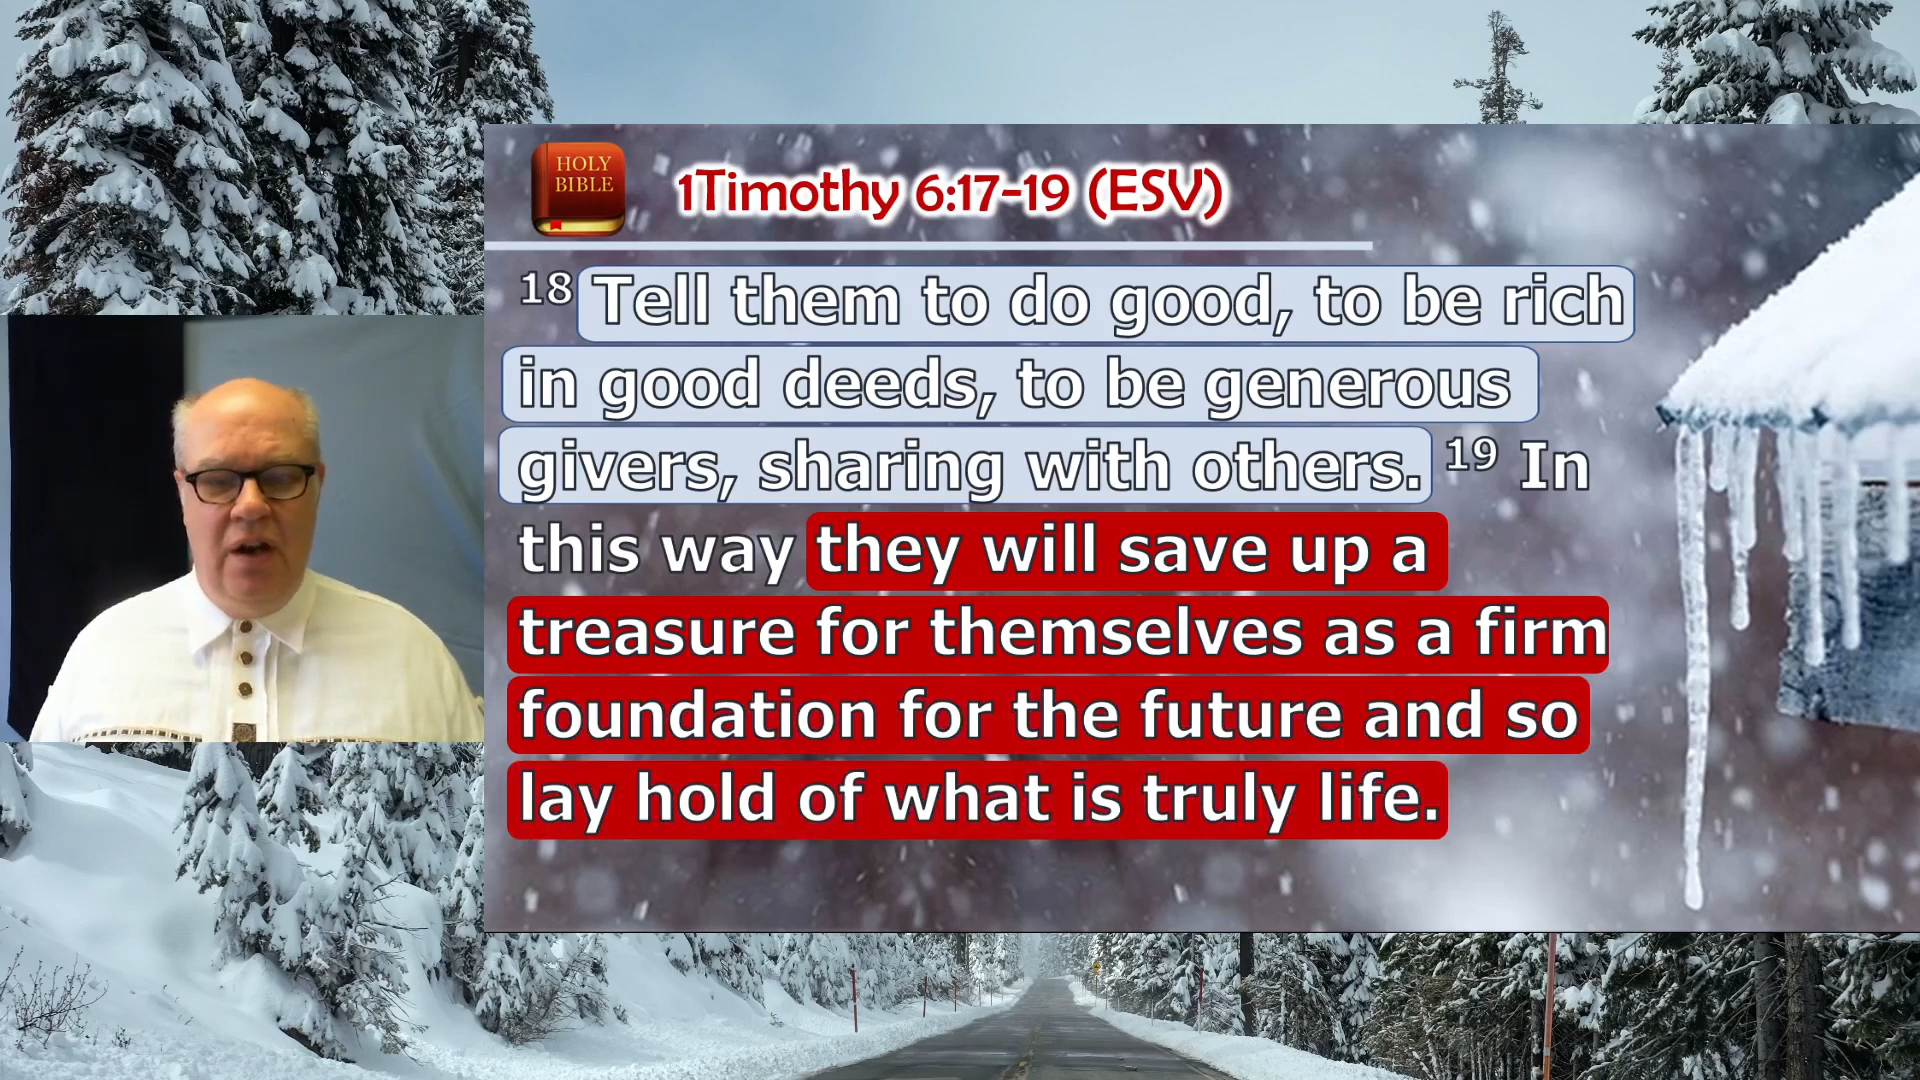 HOLY
BIBLE
1Timothy 6:17-19 (ESV)
18 Tell them to do good, to be rich
in good deeds, to be generous
givers, sharing with others. 19 In
this way they will save up a
treasure for themselves as a firm
foundation for the future and so
lay hold of what is truly life.